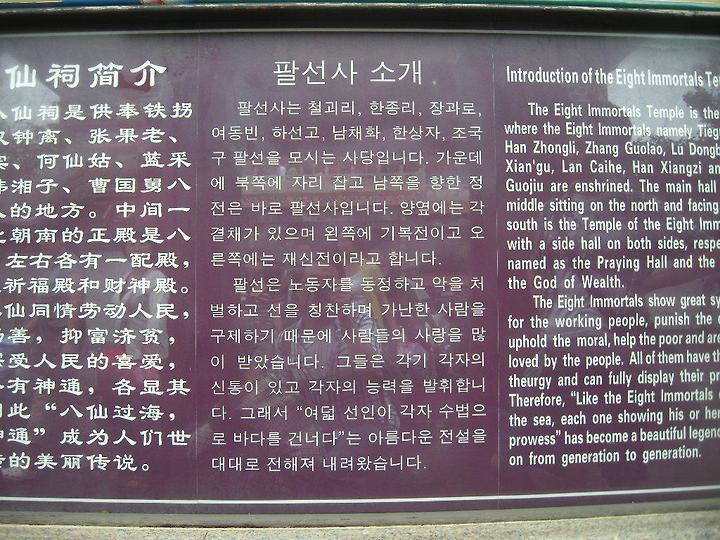 仙祠简介
八仙祠是供奉铁拐
汉钟离、张果老、
宾、何仙姑、蓝采
韩湘子、曹国舅八
人的地方。中间一
北朝南的正殿是八
，左右各有一配殿，
祈福殿和财神殿。
仙同情劳动人民，
扬善，抑富济贫，
深受人民的喜爱，
各有神通，各显其
因此“八仙过海，
神通”成为人们世
传的美丽传说。
팔선사 소개
팔선사는 철괴리, 한종리, 장과로,
여동빈, 하선고, 남채화, 한상자, 조국
구 팔선을 모시는 사당입니다. 가운데
에 북쪽에 자리 잡고 남쪽을 향한 정
전은 바로 팔선사입니다. 양옆에는 각
곁채가 있으며 왼쪽에 기복전이고 오
른쪽에는 재신전이라고 합니다.
팔선은 노동자를 동정하고 악을 처
벌하고 선을 칭찬하며 가난한 사람을
구제하기 때문에 사람들의 사랑을 많
이 받았습니다. 그들은 각기 각자의
신통이 있고 각자의 능력을 발휘합니
다. 그래서 “여덟 선인이 각자 수법으
로 바다를 건너다”는 아름다운 전설을
대대로 전해져 내려왔습니다.
Introduction of the Eight Immortals Te
The Eight Immortals Temple is the
where the Eight Immortals namely Tieg
Han Zhongli, Zhang Guolao, Lu Dongb
Xian'gu, Lan Caihe, Han Xiangzi an
Guojiu are enshrined. The main hall
middle sitting on the north and facing
south is the Temple of the Eight Imm
with a side hall on both sides, respe
named as the Praying Hall and the
the God of Wealth.
The Eight Immortals show great sy
for the working people, punish the e
uphold the moral, help the poor and are
loved by the people. All of them have th
theurgy and can fully display their pr
Therefore, “Like the Eight Immortals
the sea, each one showing his or her
prowess” has become a beautiful legend
on from generation to generation.